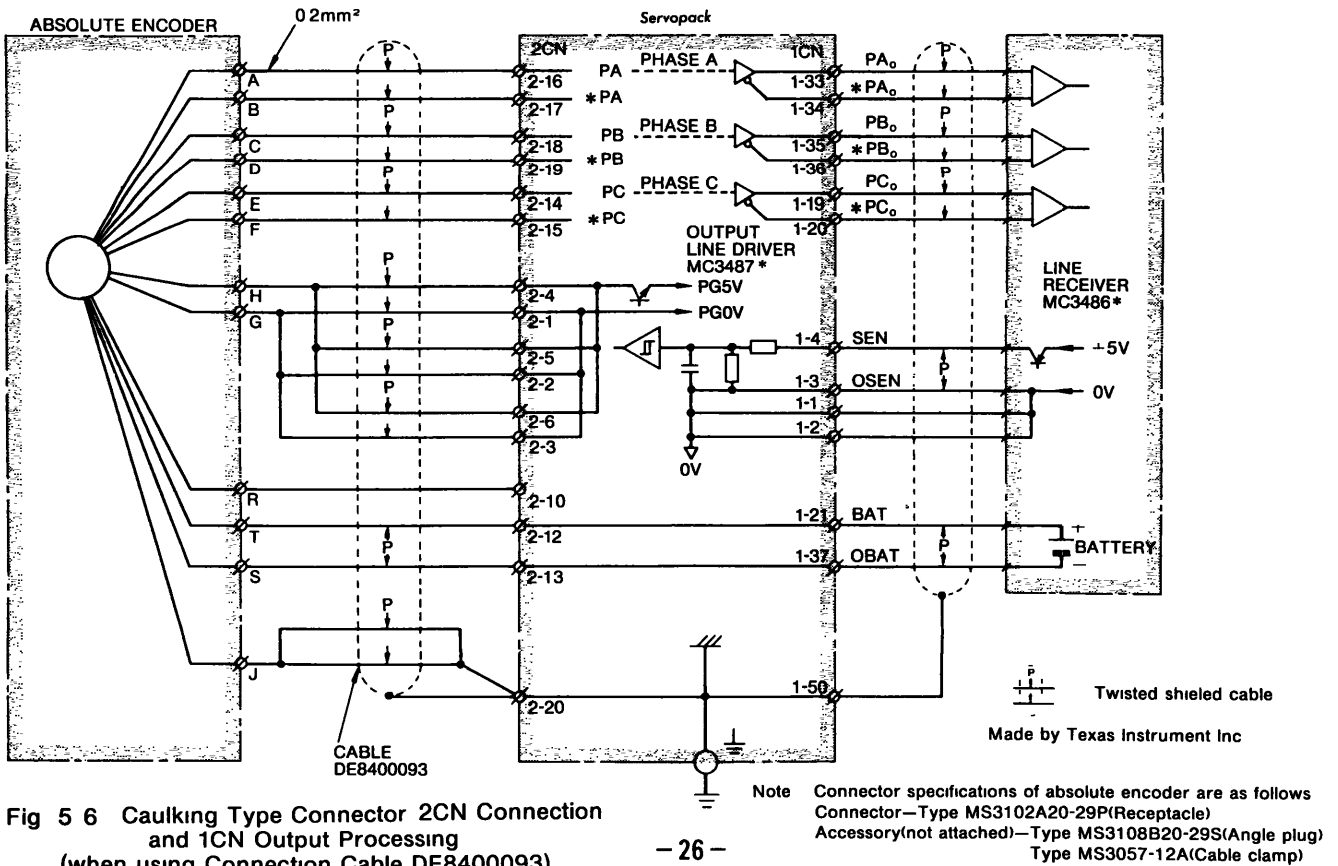 0 2mm²
ABSOLUTE ENCODER
Servopack
P
2CN
1CN
A
2-16
PA
PHASE A
1-33
PAo
P
B
2-17
*PA
1-34
*PAo
P
P
C
2-18
PB
PHASE B
1-35
PBo
D
2-19
*PB
1-36
*PBo
P
P
E
2-14
PC
PHASE C
1-19
PCo
F
2-15
*PC
1-20
*PCo
OUTPUT
LINE DRIVER
MC3487*
LINE
RECEIVER
MC3486*
P
H
2-4
PG5V
G
2-1
PG0V
P
2-5
1-4
SEN
+5V
P
2-2
P
1-3
OSEN
0V
P
2-6
1-1
2-3
1-2
0V
R
2-10
T
2-12
1-21
BAT
+
P
P
BATTERY
S
2-13
1-37
OBAT
–
P
J
2-20
1-50
CABLE
DE8400093
P
Twisted shieled cable
Made by Texas Instrument Inc
Note Connector specifications of absolute encoder are as follows
Connector—Type MS3102A20-29P(Receptacle)
Accessory(not attached)—Type MS3108B20-29S(Angle plug)
Type MS3057-12A(Cable clamp)
Fig 5 6 Caulking Type Connector 2CN Connection
and 1CN Output Processing
(when using Connection Cable DE8400093)
—26—